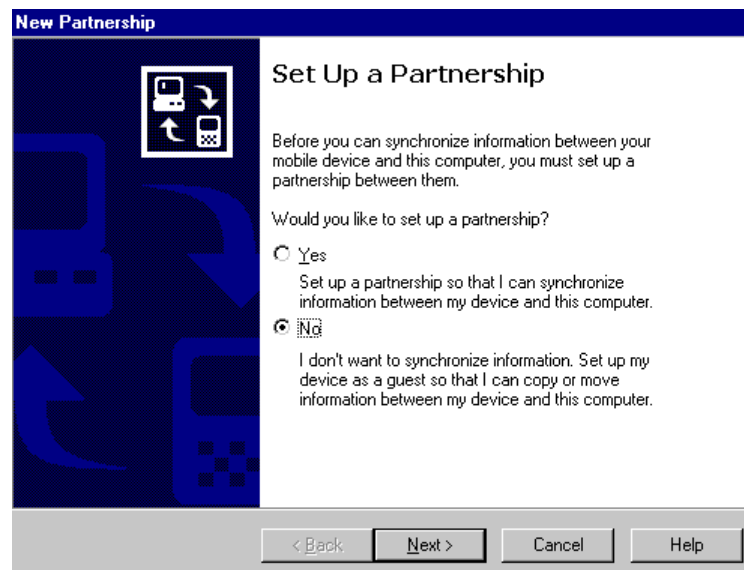 New Partnership
Set Up a Partnership
Before you can synchronize information between your
mobile device and this computer, you must set up a
partnership between them.
Would you like to set up a partnership?
Yes
Set up a partnership so that I can synchronize
information between my device and this computer.
No
I don't want to synchronize information. Set up my
device as a guest so that I can copy or move
information between my device and this computer.
< Back Next > Cancel Help